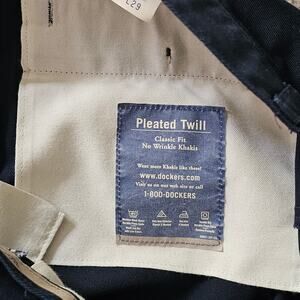 L29
Pleated Twill
Classic Fit
No Wrinkle Khakis
Want more Khakis like these?
www.dockers.com
Visit us on our web site or call
1-800-DOCKERS